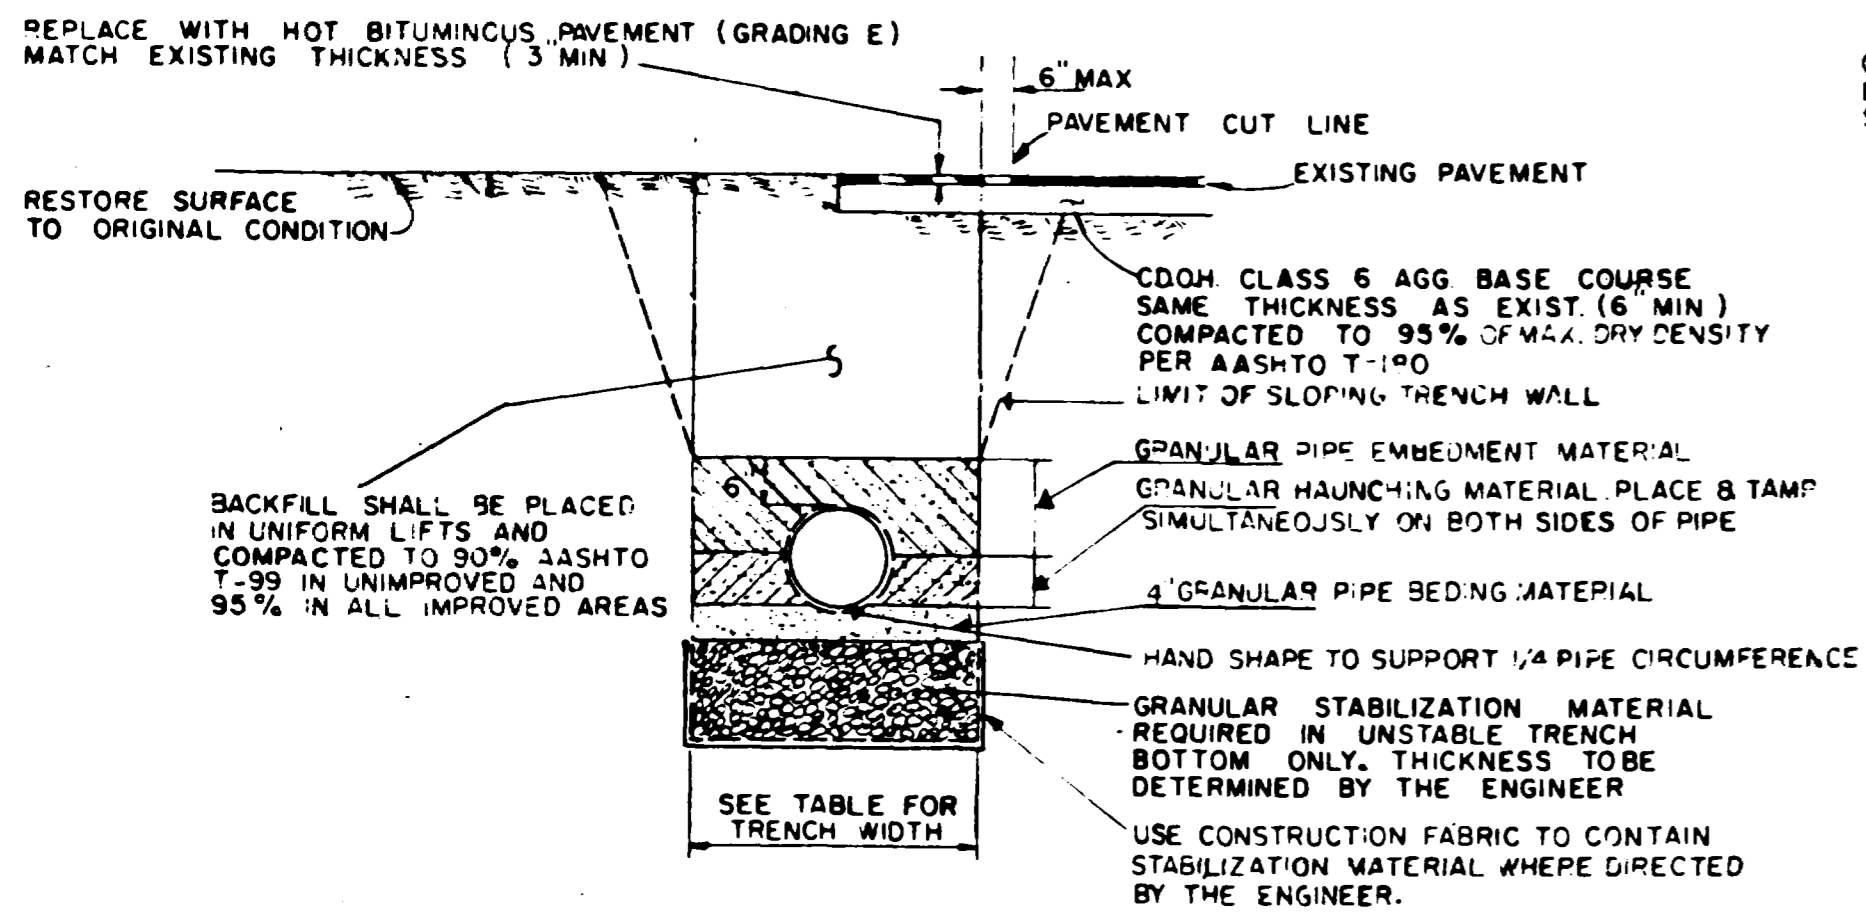 REPLACE WITH HOT BITUMINCUS PAVEMENT (GRADING E)
MATCH EXISTING THICKNESS (3" MIN)
6" MAX
PAVEMENT CUT LINE
EXISTING PAVEMENT
RESTORE SURFACE
TO ORIGINAL CONDITION
C.D.O.H. CLASS 6 AGG. BASE COURSE
SAME THICKNESS AS EXIST. (6" MIN)
COMPACTED TO 95% OF MAX. DRY DENSITY
PER AASHTO
LIMIT OF SLOPING TRENCH WALL
GRANULAR PIPE EMBEDMENT MATERIAL
6"
GRANULAR HAUNCHING MATERIAL. PLACE & TAMP
SIMULTANEOUSLY ON BOTH SIDES OF PIPE
BACKFILL SHALL BE PLACED
IN UNIFORM LIFTS AND
COMPACTED TO 90% AASHTO
T-99 IN UNIMPROVED AND
95% IN ALL IMPROVED AREAS
4" GRANULAR PIPE BEDING MATERIAL
HAND SHAPE TO SUPPORT 1/4 PIPE CIRCUMFERENCE
GRANULAR STABILIZATION MATERIAL
REQUIRED IN UNSTABLE TRENCH
BOTTOM ONLY. THICKNESS TO BE
DETERMINED BY THE ENGINEER
SEE TABLE FOR
TRENCH WIDTH
USE CONSTRUCTION FABRIC TO CONTAIN
STABILIZATION MATERIAL WHERE DIRECTED
BY THE ENGINEER.